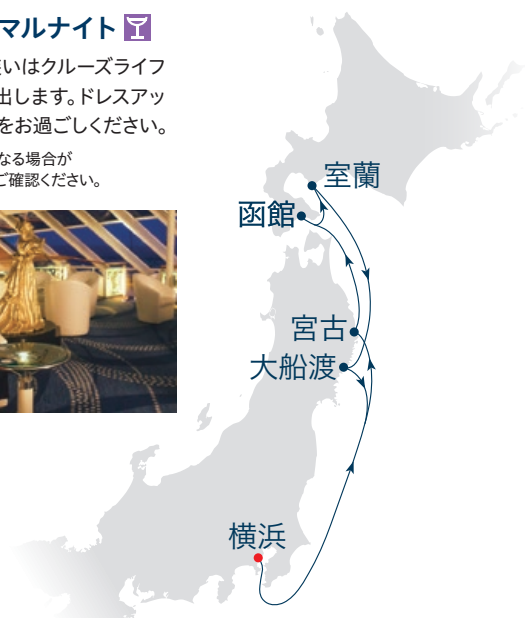 マルナイト
いはクルーズライフ
出します。ドレスアッ
をお過ごしください。
なる場合が
ご確認ください。
室蘭
函館
宮古
大船渡
横浜